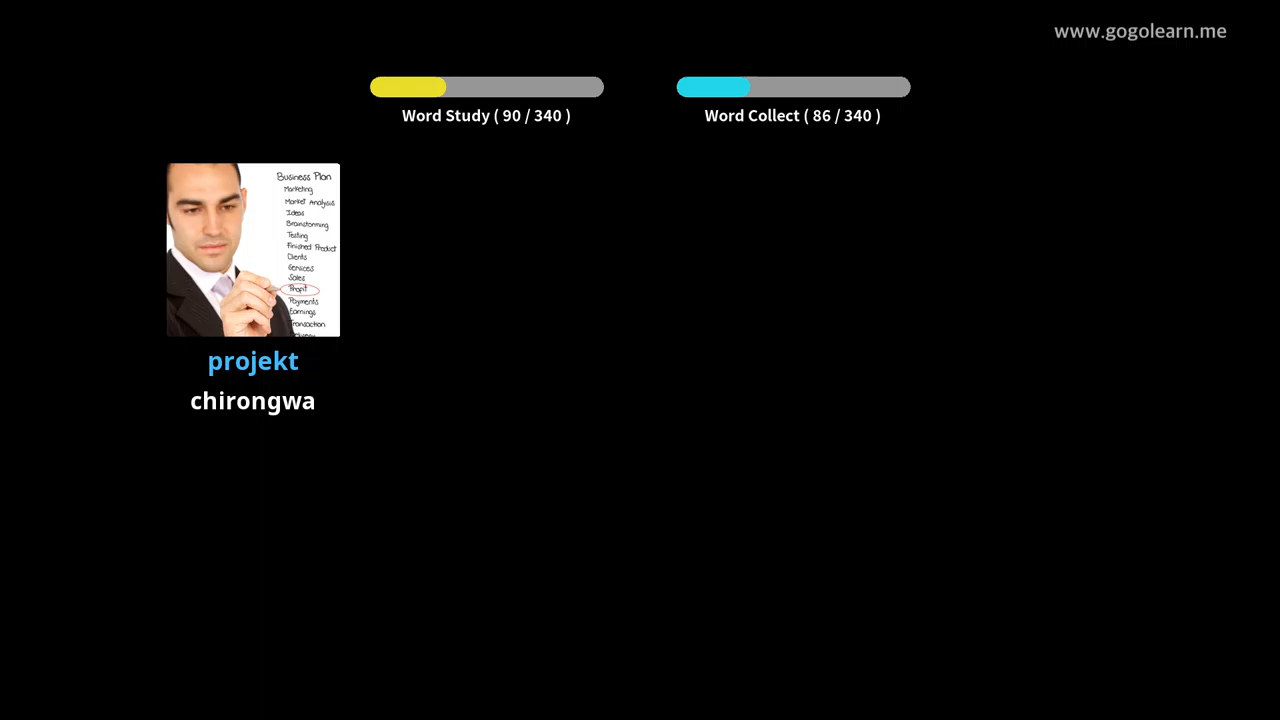 www.gogolearn.me
Word Study ( 90 / 340 )
Word Collect ( 86 / 340 )
Business Plan
Marketing
Market Analysis
Ideas
Brainstorming
Testing
Finished Product
Clients
Services
Sales
Profit
Payments
Earnings
Transaction
Delivery
projekt
chirongwa